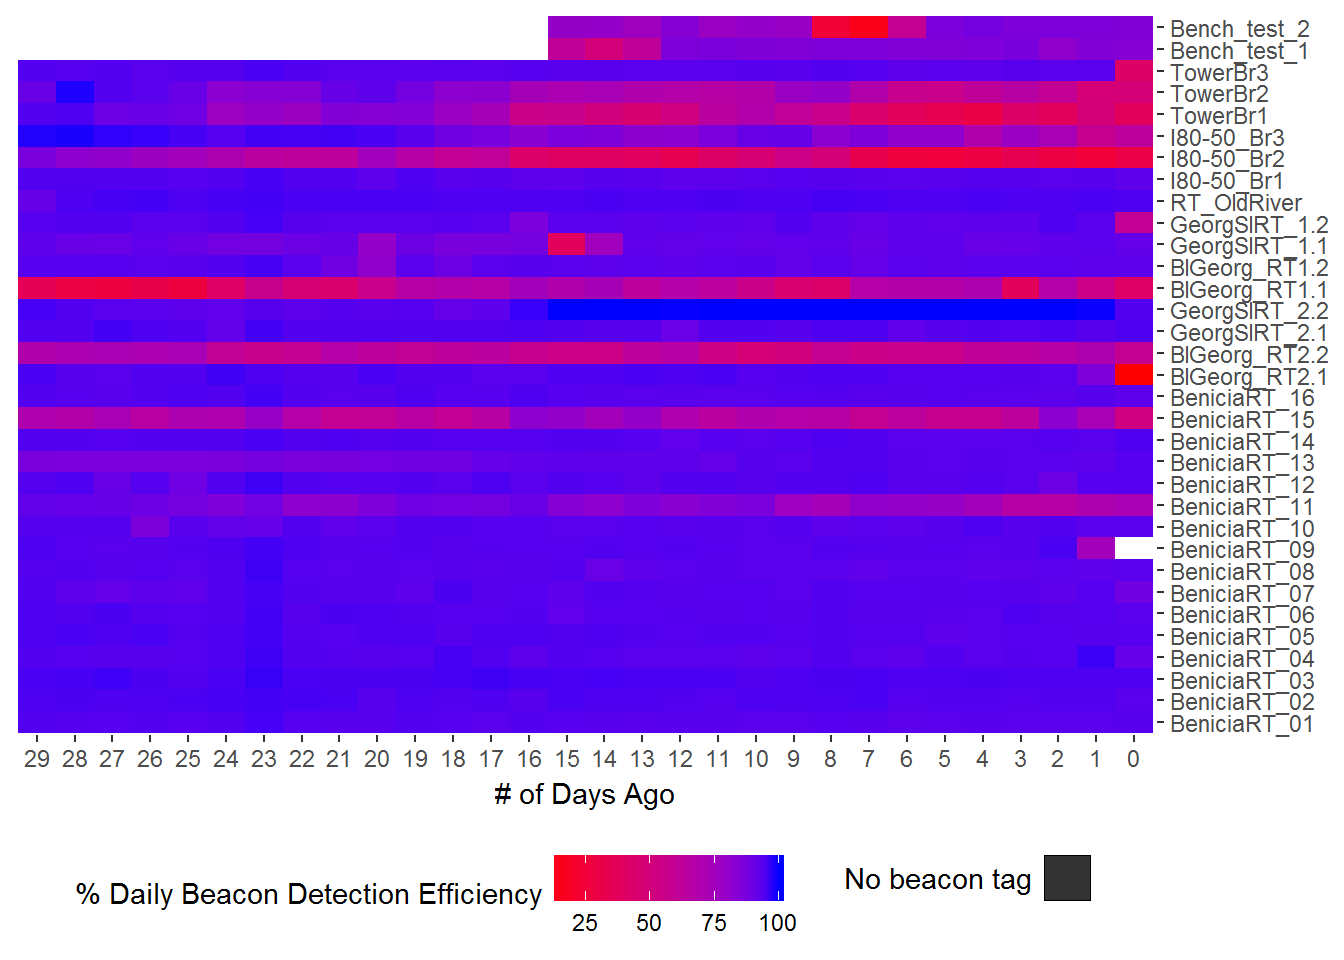 Bench_test_2
Bench_test_1
TowerBr3
TowerBr2
TowerBr1
I80-50_Br3
I80-50_Br2
I80-50_Br1
RT_OldRiver
GeorgSlRT_1.2
GeorgSlRT_1.1
BlGeorg_RT1.2
BlGeorg_RT1.1
GeorgSlRT_2.2
GeorgSlRT_2.1
BlGeorg_RT2.2
BlGeorg_RT2.1
BeniciaRT_16
BeniciaRT_15
BeniciaRT_14
BeniciaRT_13
BeniciaRT_12
BeniciaRT_11
BeniciaRT_10
BeniciaRT_09
BeniciaRT_08
BeniciaRT_07
BeniciaRT_06
BeniciaRT_05
BeniciaRT_04
BeniciaRT_03
BeniciaRT_02
BeniciaRT_01
29 28 27 26 25 24 23 22 21 20 19 18 17 16 15 14 13 12 11 10 9 8 7 6 5 4 3 2 1 0
# of Days Ago
% Daily Beacon Detection Efficiency
25 50 75 100
No beacon tag